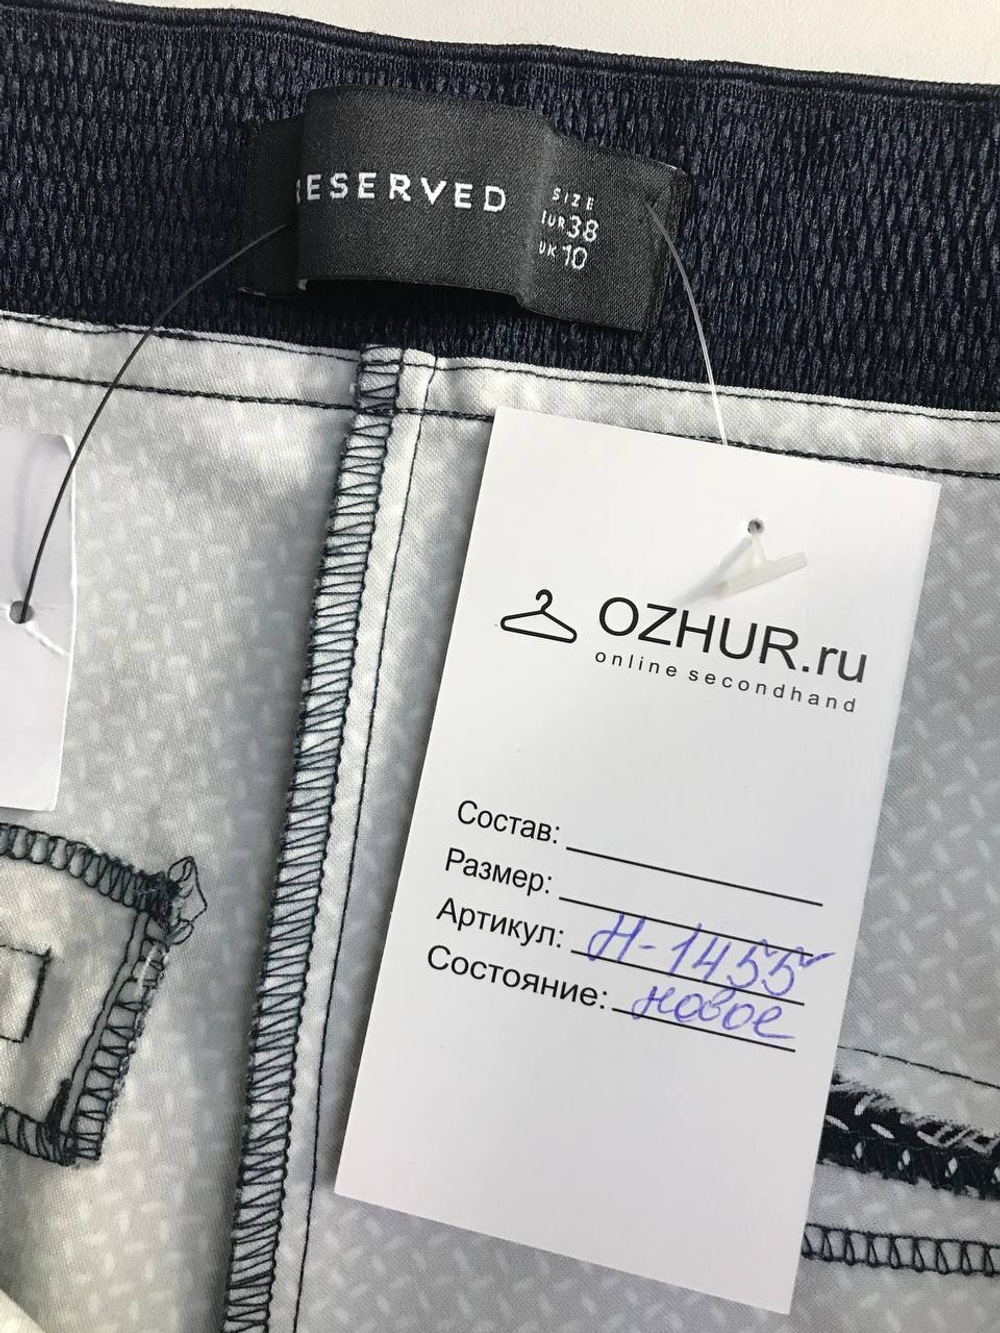 RESERVED
SIZE
EUR 38
UK 10
OZHUR.ru
online secondhand
Состав:
Размер:
Артикул: Н-1455
Состояние: новое